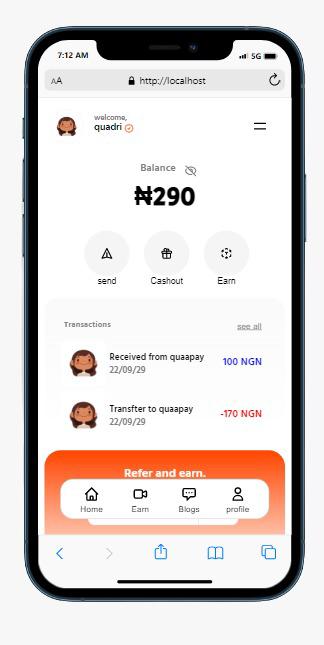 7:12 AM
5G
AA http://localhost
welcome,
quadri
Balance
₦290
send Cashout Earn
Transactions see all
Received from quaapay 100 NGN
22/09/29
Transfter to quaapay -170 NGN
22/09/29
Refer and earn.
Home Earn Blogs profile